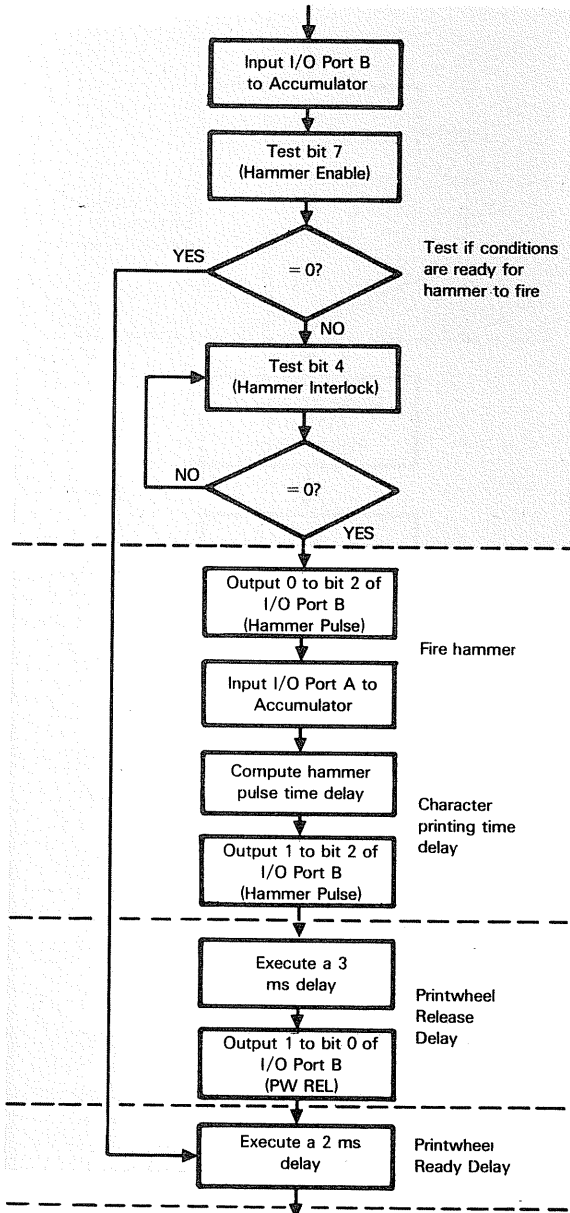 Input I/O Port B
to Accumulator
Test bit 7
(Hammer Enable)
YES
= 0?
Test if conditions
are ready for
hammer to fire
NO
Test bit 4
(Hammer Interlock)
NO
= 0?
YES
Output 0 to bit 2 of
I/O Port B
(Hammer Pulse)
Fire hammer
Input I/O Port A to
Accumulator
Compute hammer
pulse time delay
Character
printing time
delay
Output 1 to bit 2 of
I/O Port B
(Hammer Pulse)
Execute a 3
ms delay
Printwheel
Release
Delay
Output 1 to bit 0 of
I/O Port B
(PW REL)
Execute a 2 ms
delay
Printwheel
Ready Delay